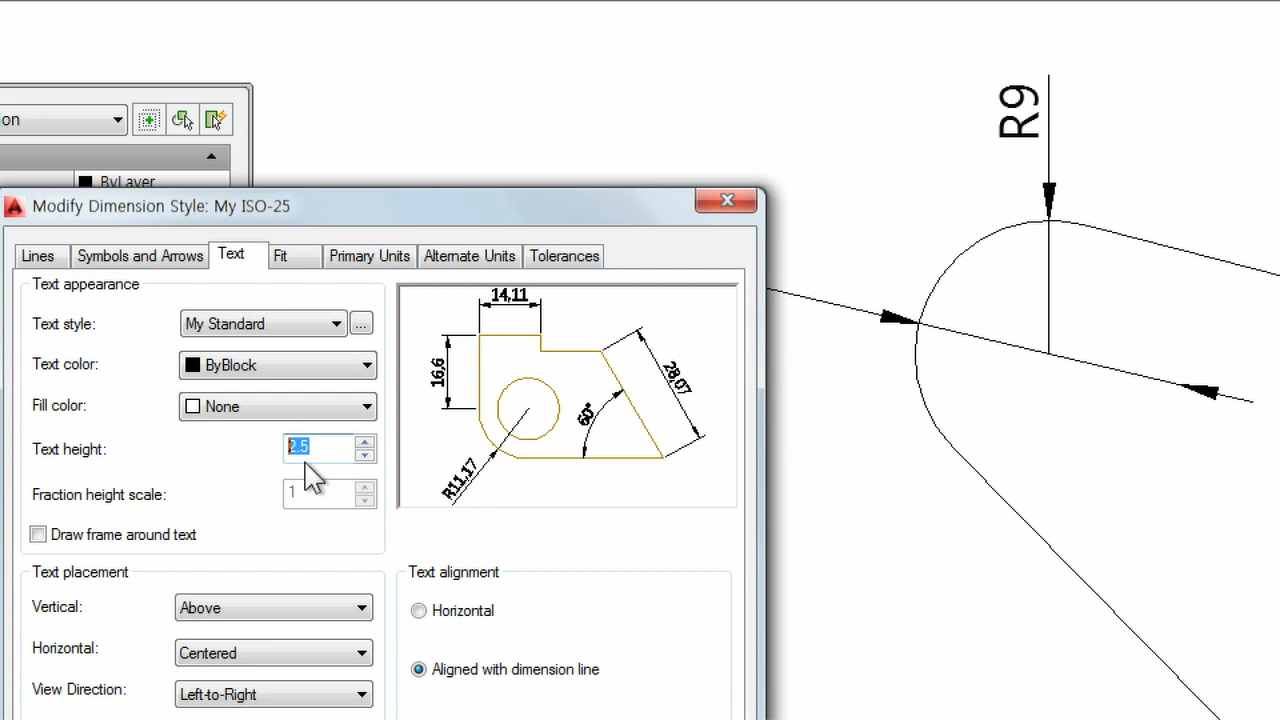 on
ByLayer
Modify Dimension Style: My ISO-25
Lines
Symbols and Arrows
Text
Fit
Primary Units
Alternate Units
Tolerances
Text appearance
Text style:
My Standard
...
Text color:
ByBlock
Fill color:
None
Text height:
2.5
Fraction height scale:
1
Draw frame around text
14,11
16,6
28,07
60°
R11,17
Text placement
Vertical:
Above
Horizontal:
Centered
View Direction:
Left-to-Right
Text alignment
Horizontal
Aligned with dimension line
R9